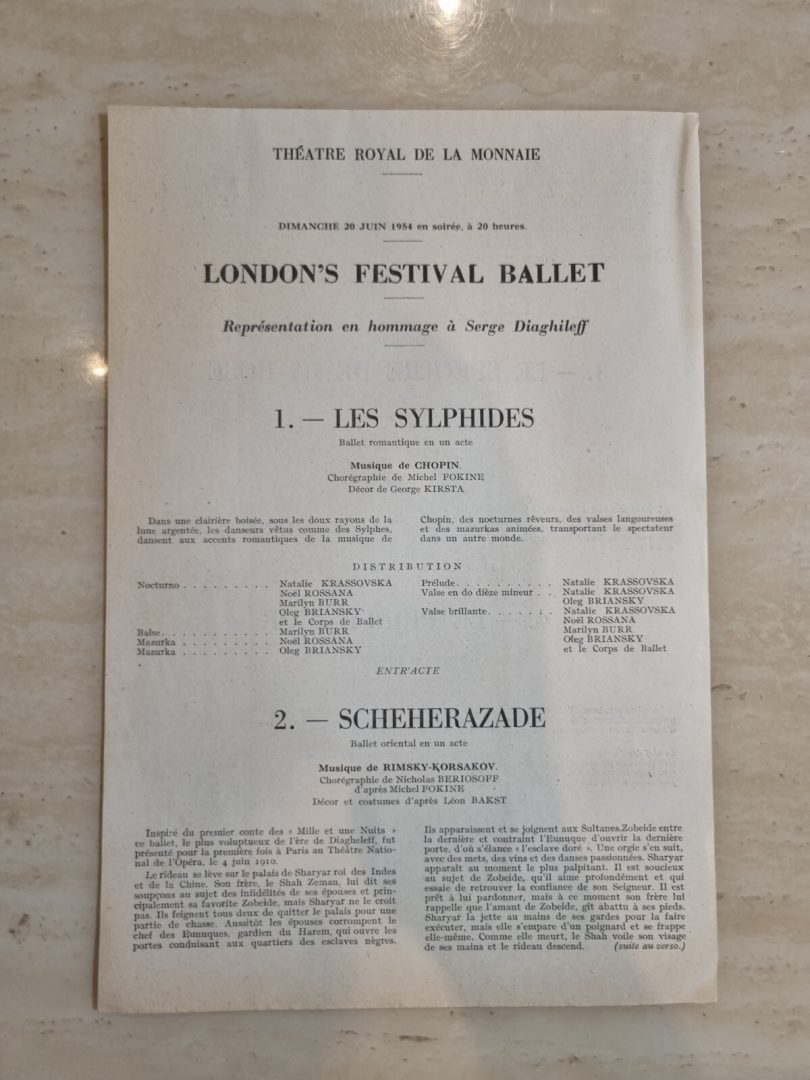 THÉATRE ROYAL DE LA MONNAIE
DIMANCHE 20 JUIN 1954 en soirée, à 20 heures.
LONDON'S FESTIVAL BALLET
Représentation en hommage à Serge Diaghileff
1. — LES SYLPHIDES
Ballet romantique en un acte
Musique de CHOPIN.
Chorégraphie de Michel FOKINE
Décor de George KIRSTA
Dans une clairière boisée, sous les doux rayons de la
lune argentée, les danseurs vêtus comme des Sylphes,
dansent aux accents romantiques de la musique de
Chopin, des nocturnes rêveurs, des valses langoureuses
et des mazurkas animées, transportant le spectateur
dans un autre monde.
DISTRIBUTION
Nocturno . . . . . . . . . Natalie KRASSOVSKA
Noël ROSSANA
Marilyn BURR
Oleg BRIANSKY
et le Corps de Ballet
Balse. . . . . . . . . . . Marilyn BURR
Mazurka . . . . . . . . . Noël ROSSANA
Mazurka . . . . . . . . . Oleg BRIANSKY
Prélude. . . . . . . . . . Natalie KRASSOVSKA
Valse en do dièze mineur . . Natalie KRASSOVSKA
Oleg BRIANSKY
Valse brillante. . . . . . . Natalie KRASSOVSKA
Noël ROSSANA
Marilyn BURR
Oleg BRIANSKY
et le Corps de Ballet
ENTR'ACTE
2. — SCHEHERAZADE
Ballet oriental en un acte
Musique de RIMSKY-KORSAKOV.
Chorégraphie de Nicholas BERIOSOFF
d'après Michel FOKINE
Décor et costumes d'après Léon BAKST
Inspiré du premier conte des « Mille et une Nuits »
ce ballet, le plus voluptueux de l'ère de Diagheleff, fut
présenté pour la première fois à Paris au Théâtre Natio-
nal de l'Opéra, le 4 juin 1910.
Le rideau se lève sur le palais de Sharyar roi des Indes
et de la Chine. Son frère, le Shah Zeman, lui dit ses
soupçons au sujet des infidélités de ses épouses et prin-
cipalement sa favorite Zobeide, mais Sharyar ne le croit
pas. Ils feignent tous deux de quitter le palais pour une
partie de chasse. Aussitôt les épouses corrompent le
chef des Eunuques, gardien du Harem, qui ouvre les
portes conduisant aux quartiers des esclaves nègres.
Ils apparaissent et se joignent aux Sultanes.Zobeide entre
la dernière et contraint l'Eunuque d'ouvrir la dernière
porte, d'où s'élance « l'esclave doré ». Une orgie s'en suit,
avec des mets, des vins et des danses passionnées. Sharyar
apparaît au moment le plus palpitant. Il est soucieux
au sujet de Zobeide, qu'il aime profondément et qui
essaie de retrouver la confiance de son Seigneur. Il est
prêt à lui pardonner, mais à ce moment son frère lui
rappelle que l'amant de Zobeide, gît abattu à ses pieds.
Sharyar la jette au mains de ses gardes pour la faire
exécuter, mais elle s'empare d'un poignard et se frappe
elle-même. Comme elle meurt, le Shah voile son visage
de ses mains et le rideau descend. (suite au verso.)